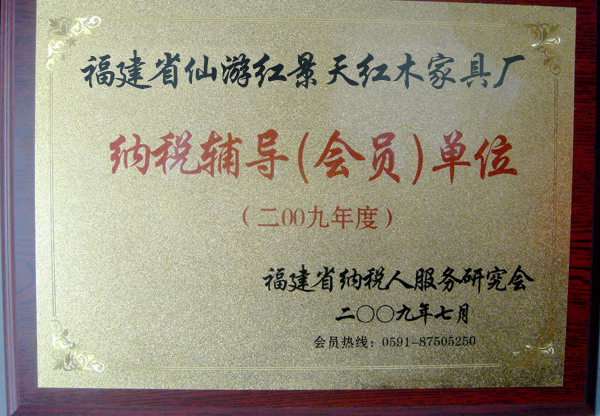 福建省仙游红景天红木家具厂
纳税辅导(会员)单位
(二00九年度)
福建省纳税人服务研究会
二〇〇九年七月
会员热线：0591-87505250